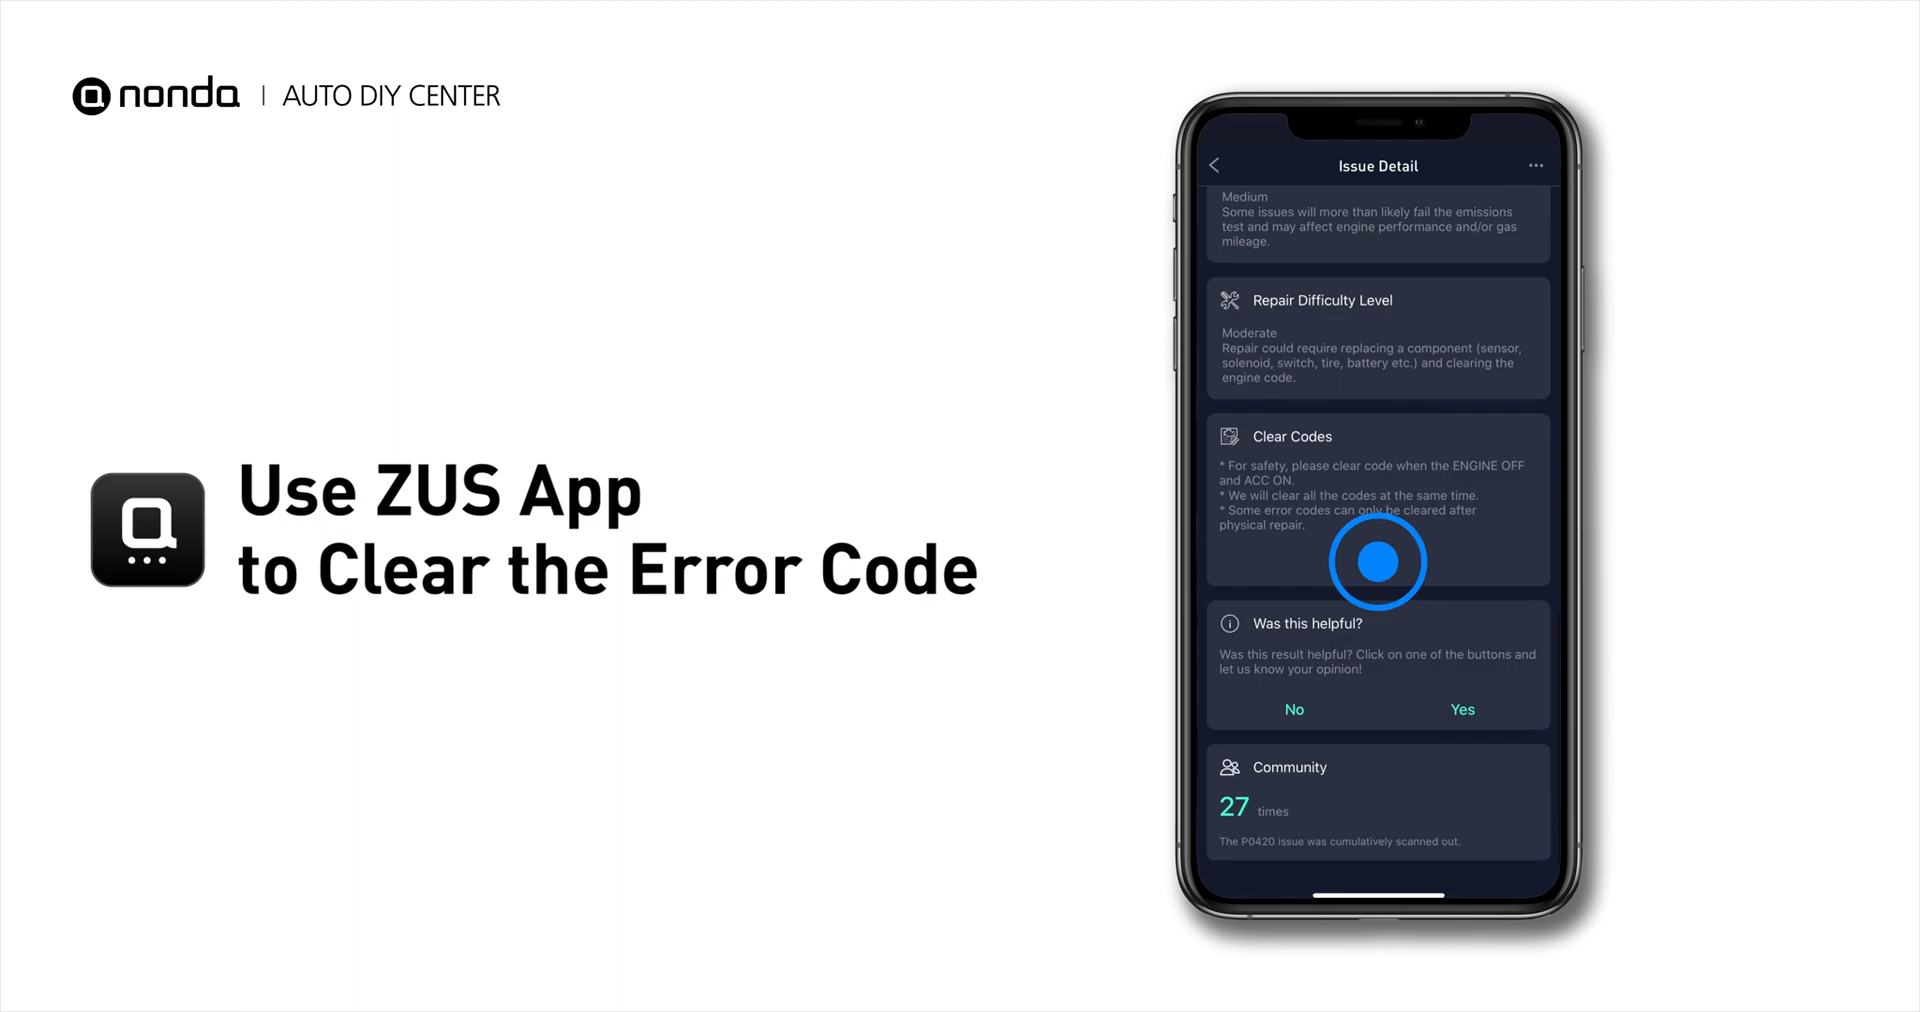 nonda | AUTO DIY CENTER
Use ZUS App
to Clear the Error Code
Issue Detail
Medium
Some issues will more than likely fail the emissions
test and may affect engine performance and/or gas
mileage.
Repair Difficulty Level
Moderate
Repair could require replacing a component (sensor,
solenoid, switch, tire, battery etc.) and clearing the
engine code.
Clear Codes
* For safety, please clear code when the ENGINE OFF
and ACC ON.
* We will clear all the codes at the same time.
* Some error codes can only be cleared after
physical repair.
Was this helpful?
Was this result helpful? Click on one of the buttons and
let us know your opinion!
No Yes
Community
27 times
The P0420 issue was cumulatively scanned out.